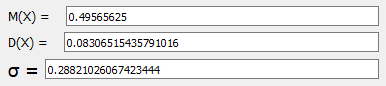 M(X) = 0.49565625
D(X) = 0.08306515435791016
σ = 0.28821026067423444